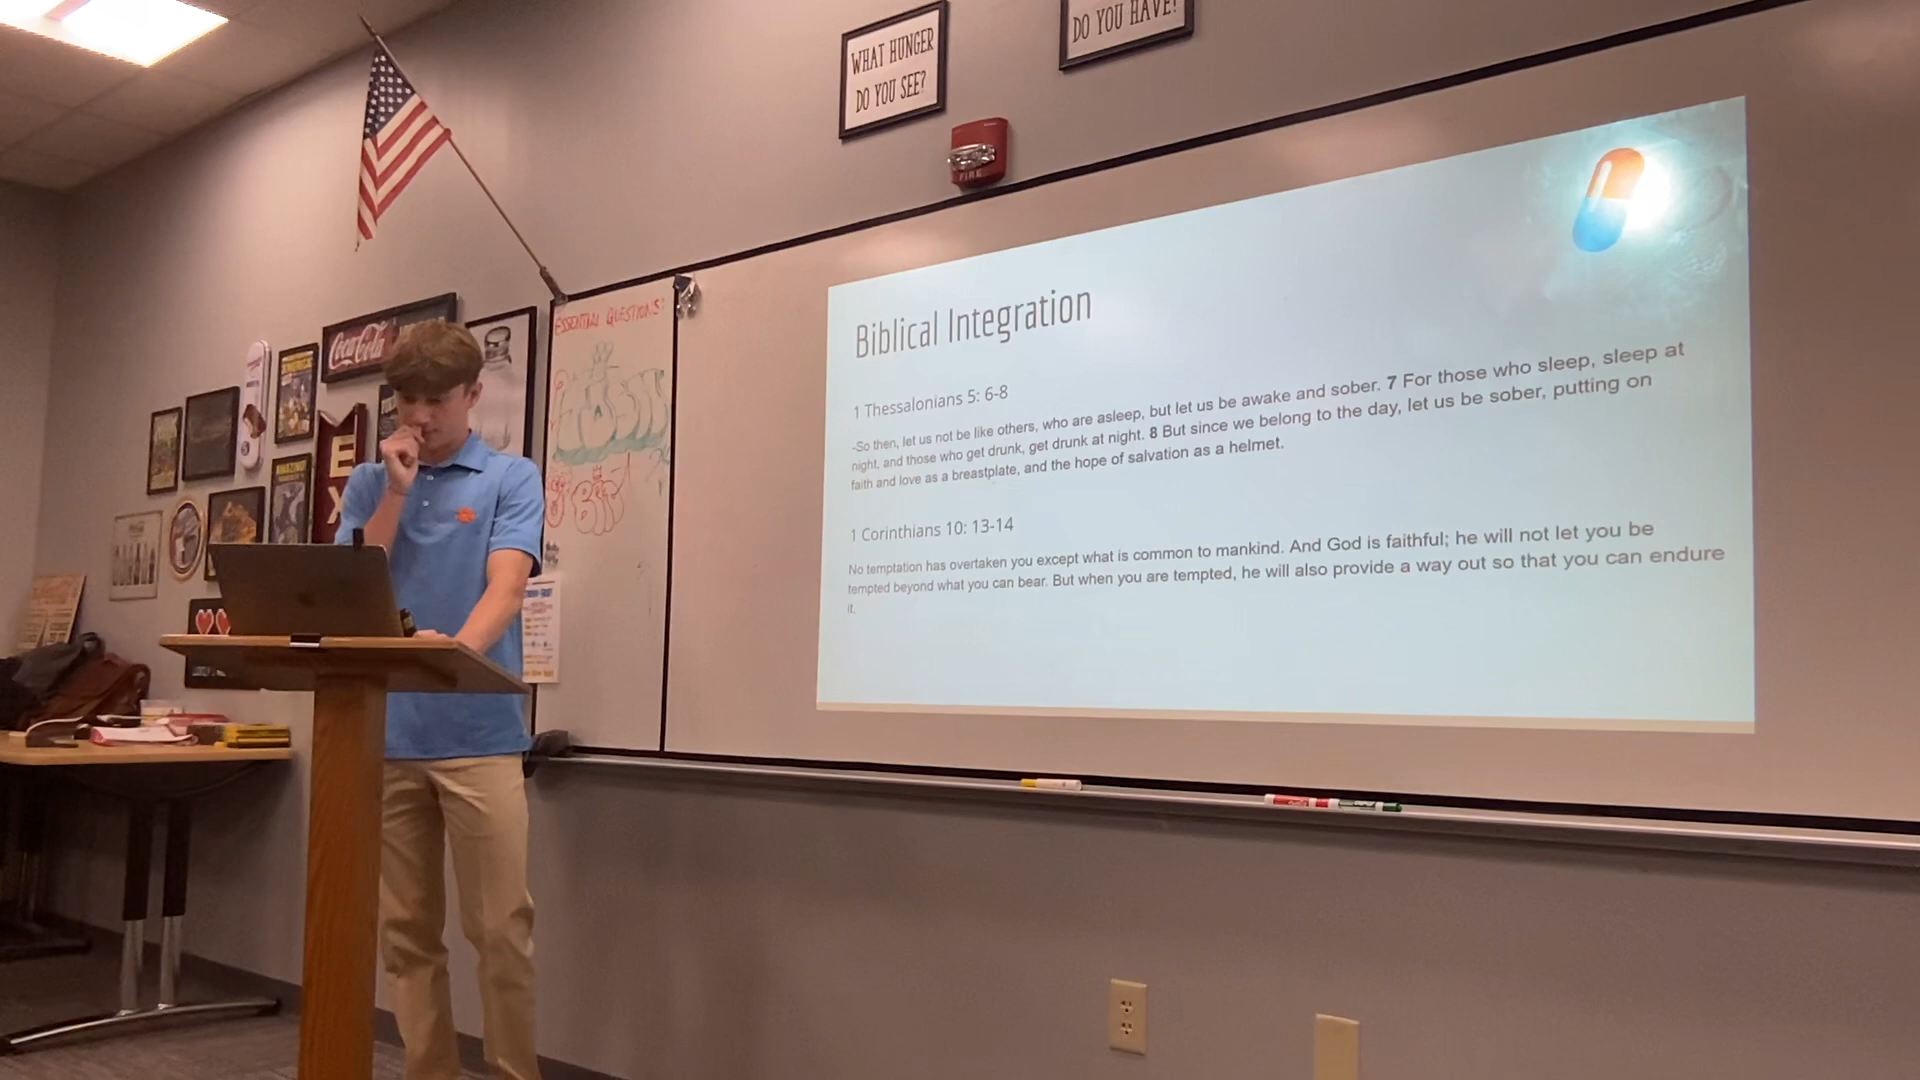 WHAT HUNGER
DO YOU SEE?
DO YOU HAVE?
FIRE
Coca-Cola
ESSENTIAL QUESTIONS:
Biblical Integration
1 Thessalonians 5: 6-8
-So then, let us not be like others, who are asleep, but let us be awake and sober. 7 For those who sleep, sleep at
night, and those who get drunk, get drunk at night. 8 But since we belong to the day, let us be sober, putting on
faith and love as a breastplate, and the hope of salvation as a helmet.
1 Corinthians 10: 13-14
No temptation has overtaken you except what is common to mankind. And God is faithful; he will not let you be
tempted beyond what you can bear. But when you are tempted, he will also provide a way out so that you can endure
it.